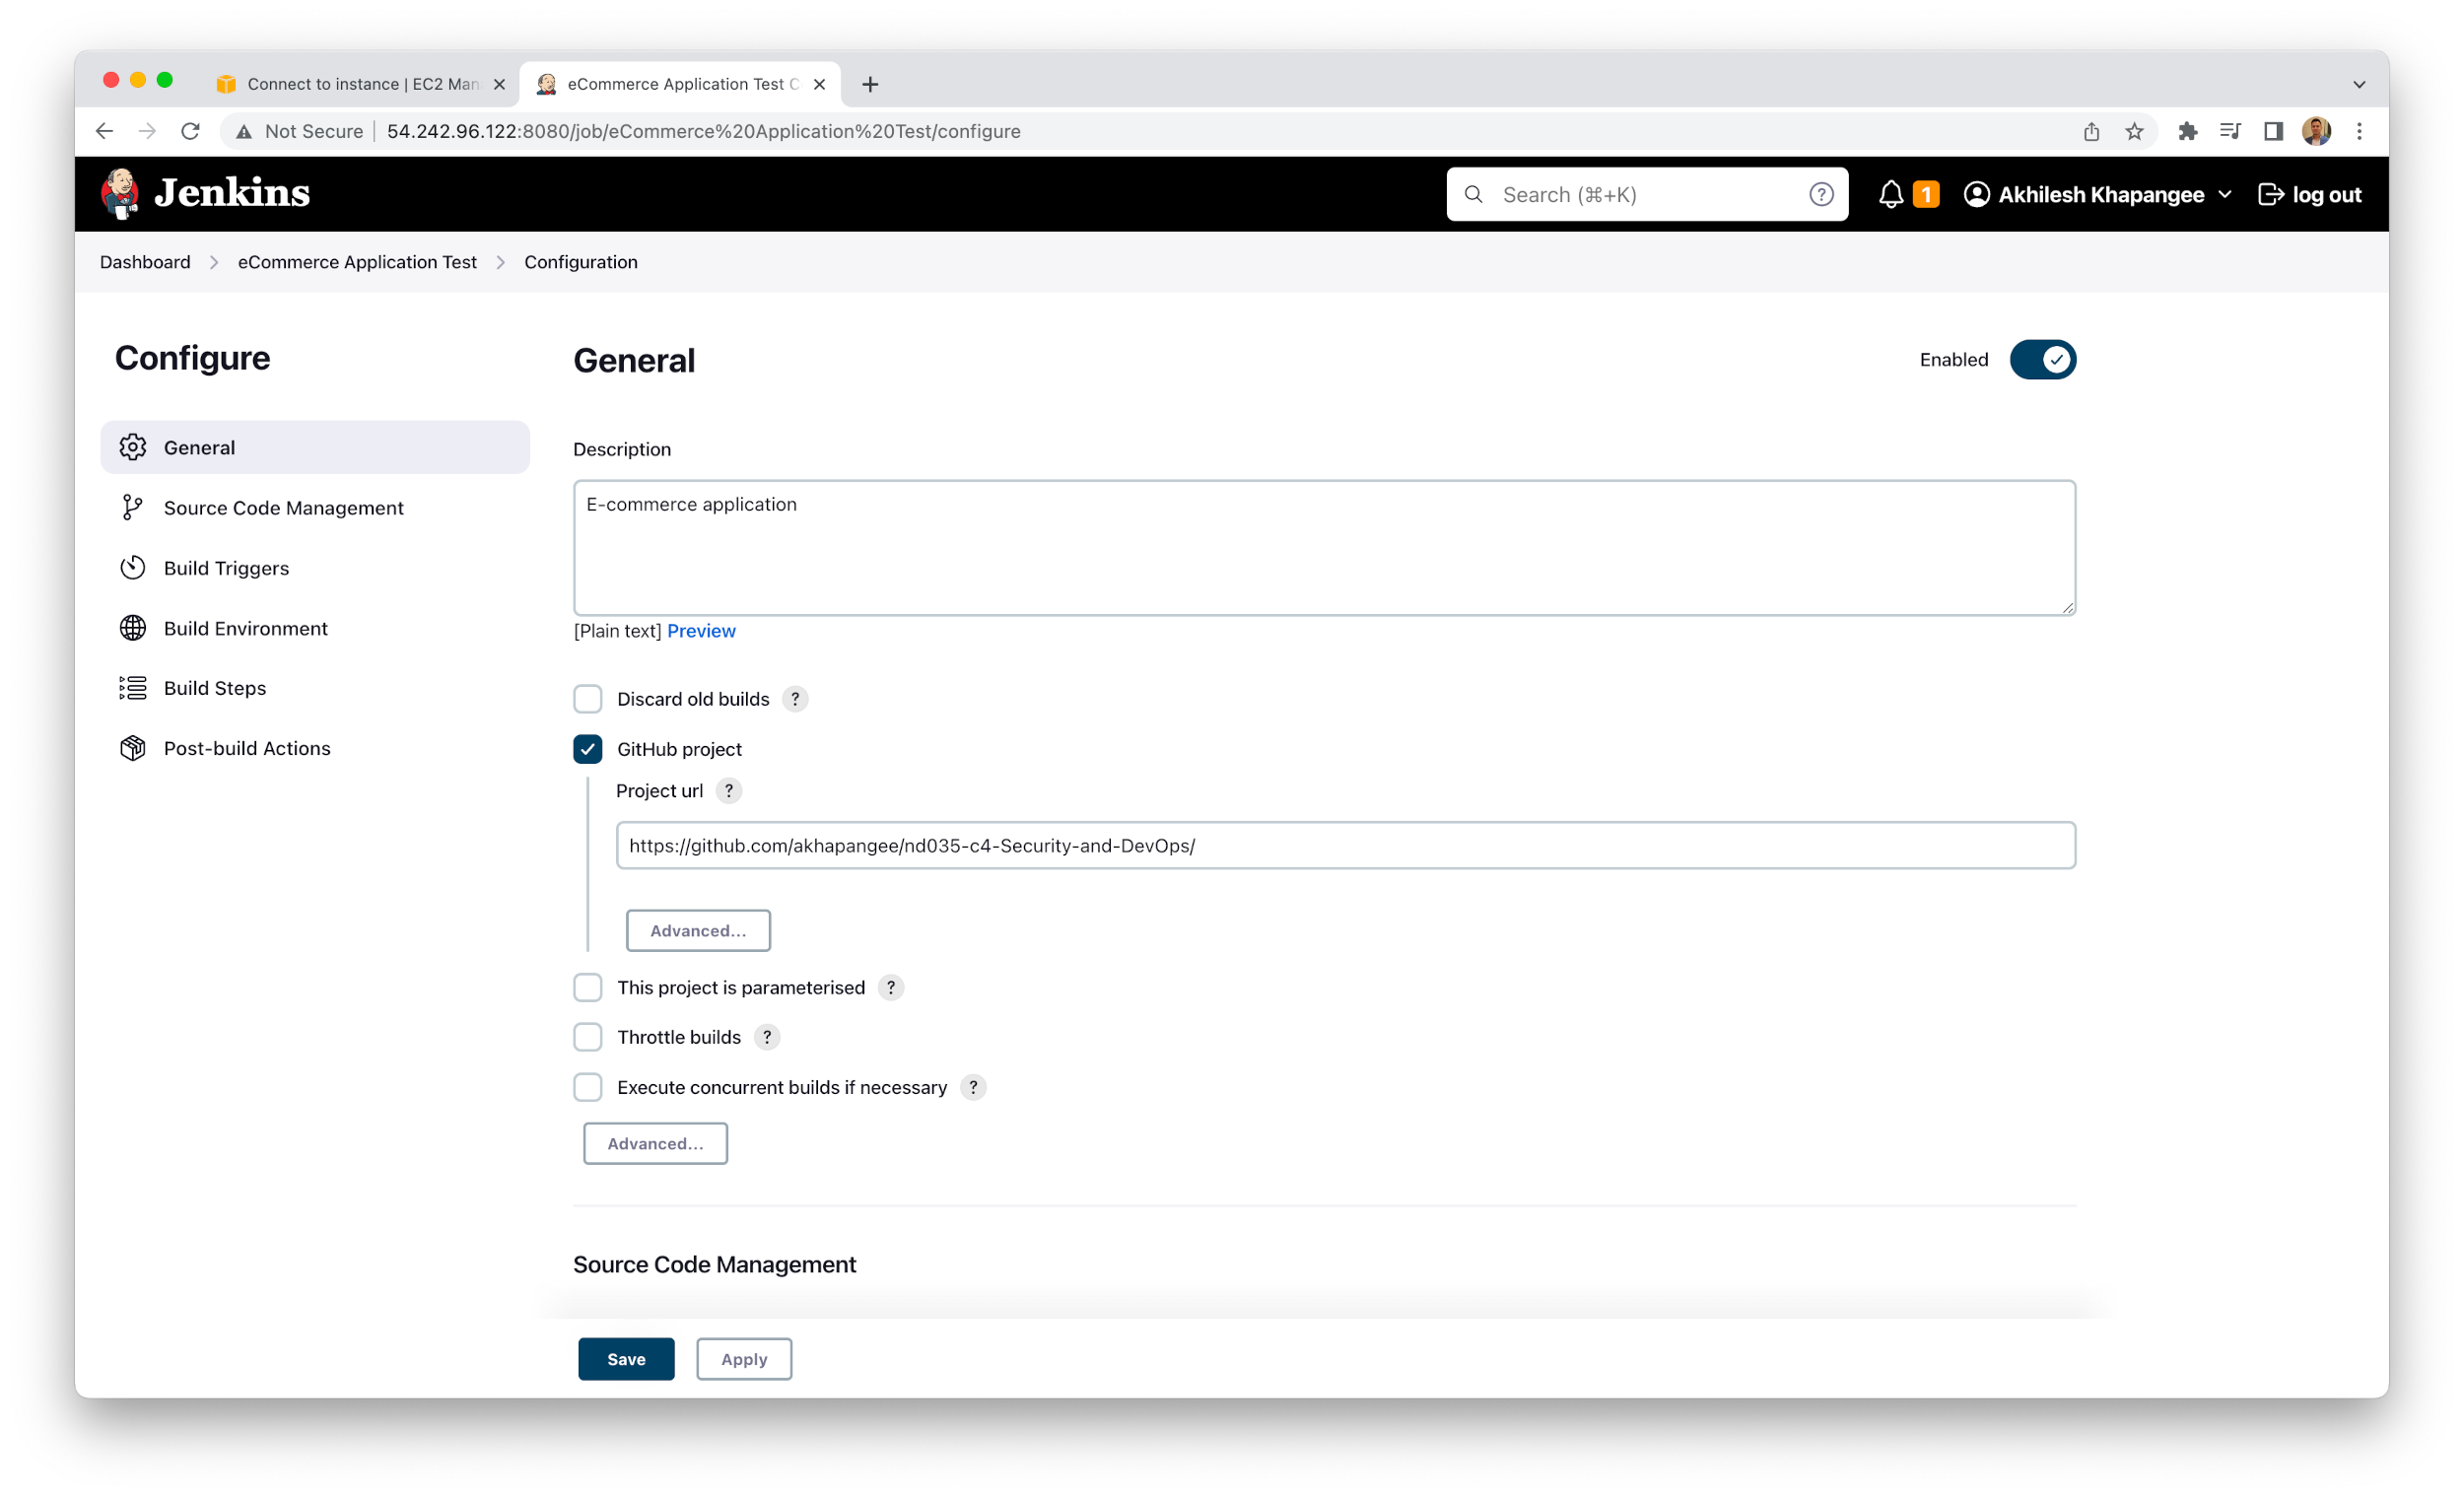 Connect to instance | EC2 Man
eCommerce Application Test C
Not Secure
54.242.96.122:8080/job/eCommerce%20Application%20Test/configure
Jenkins
Search (⌘+K)
?
1
Akhilesh Khapangee
log out
Dashboard
eCommerce Application Test
Configuration
Configure
General
Source Code Management
Build Triggers
Build Environment
Build Steps
Post-build Actions
General
Enabled
Description
E-commerce application
[Plain text] Preview
Discard old builds ?
GitHub project
Project url ?
https://github.com/akhapangee/nd035-c4-Security-and-DevOps/
Advanced...
This project is parameterised ?
Throttle builds ?
Execute concurrent builds if necessary ?
Advanced...
Source Code Management
Save
Apply